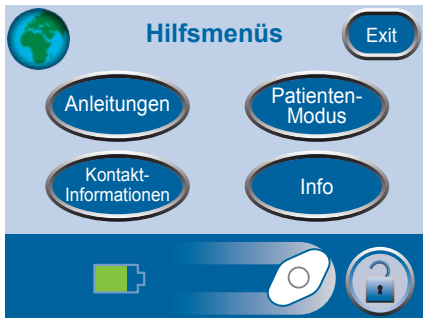 Hilfsmenüs
Exit
Anleitungen
Patienten-
Modus
Kontakt-
Informationen
Info